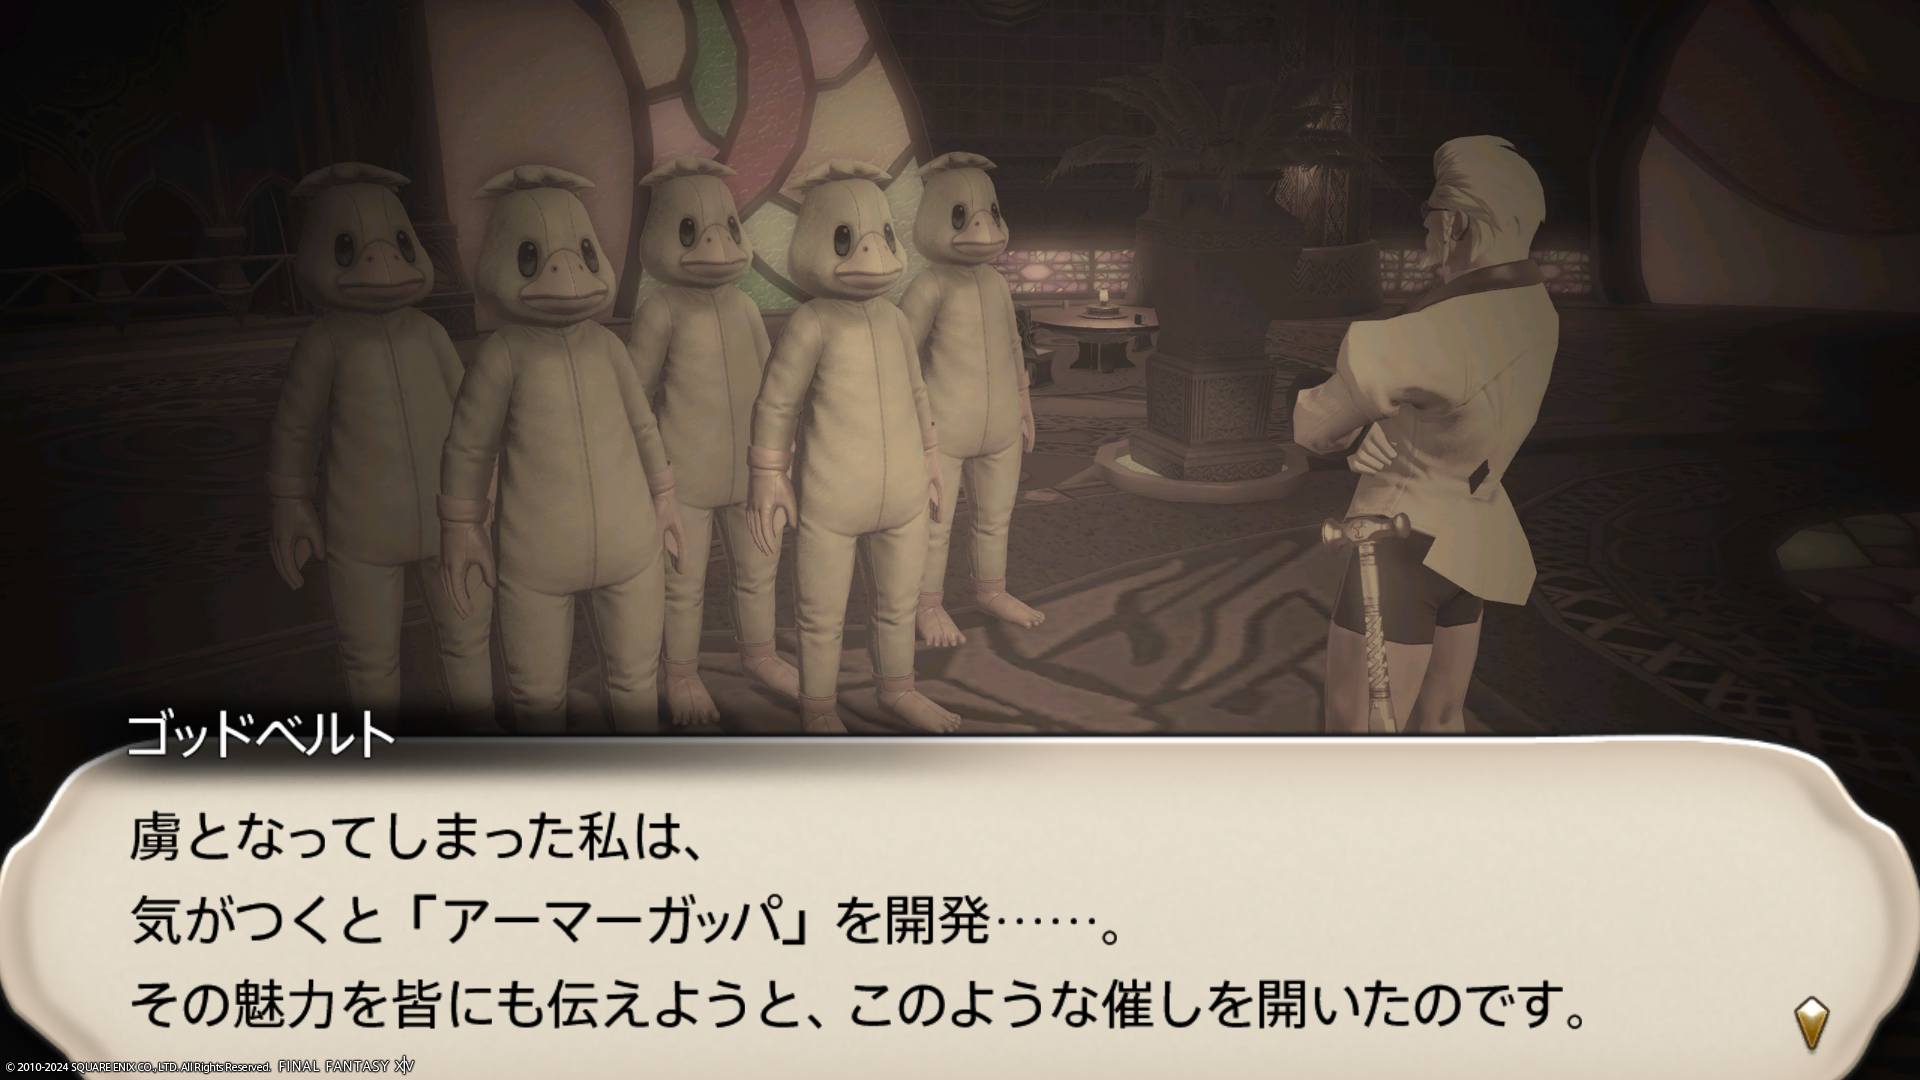 ゴッドベルト
虜となってしまった私は、
気がつくと「アーマーガッパ」を開発……。
その魅力を皆にも伝えようと、このような催しを開いたのです。
© 2010-2024 SQUARE ENIX CO., LTD. All Rights Reserved. FINAL FANTASY XIV